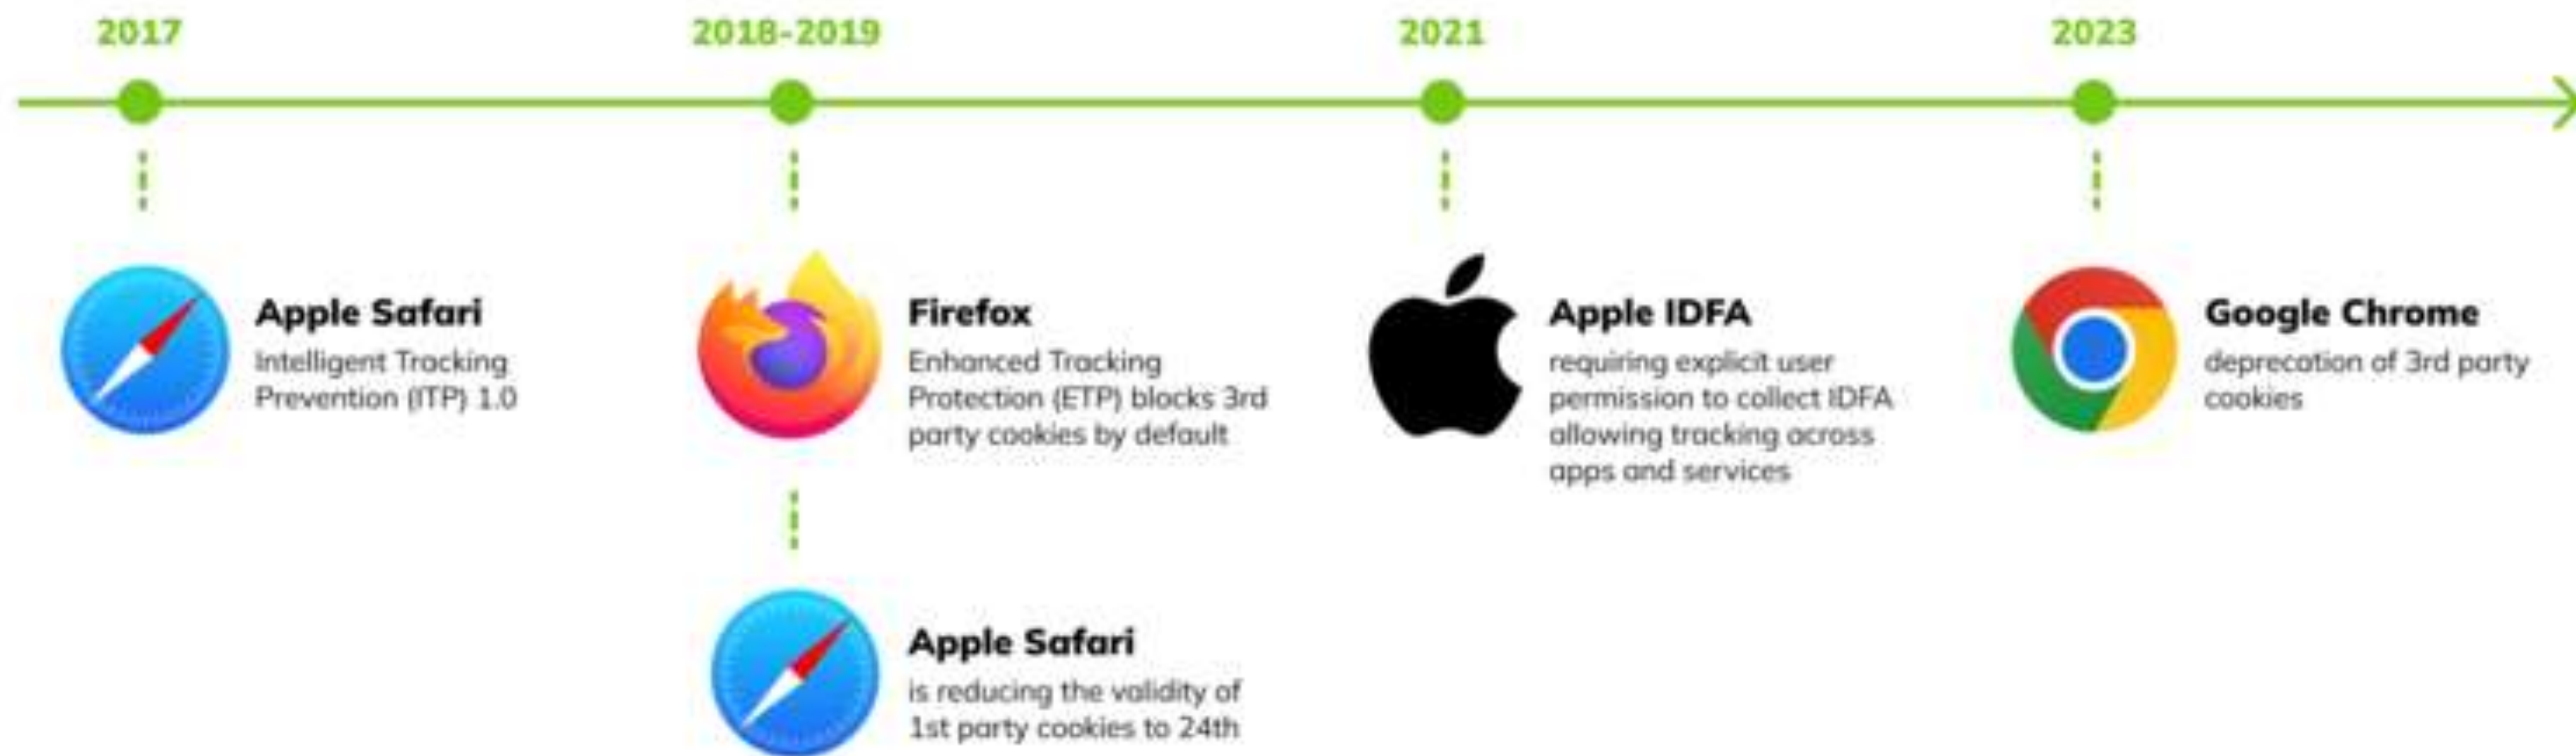 2017
2018-2019
2021
2023
Apple Safari
Intelligent Tracking
Prevention (ITP) 1.0
Firefox
Enhanced Tracking
Protection (ETP) blocks 3rd
party cookies by default
Apple Safari
is reducing the validity of
1st party cookies to 24th
Apple IDFA
requiring explicit user
permission to collect IDFA
allowing tracking across
apps and services
Google Chrome
deprecation of 3rd party
cookies